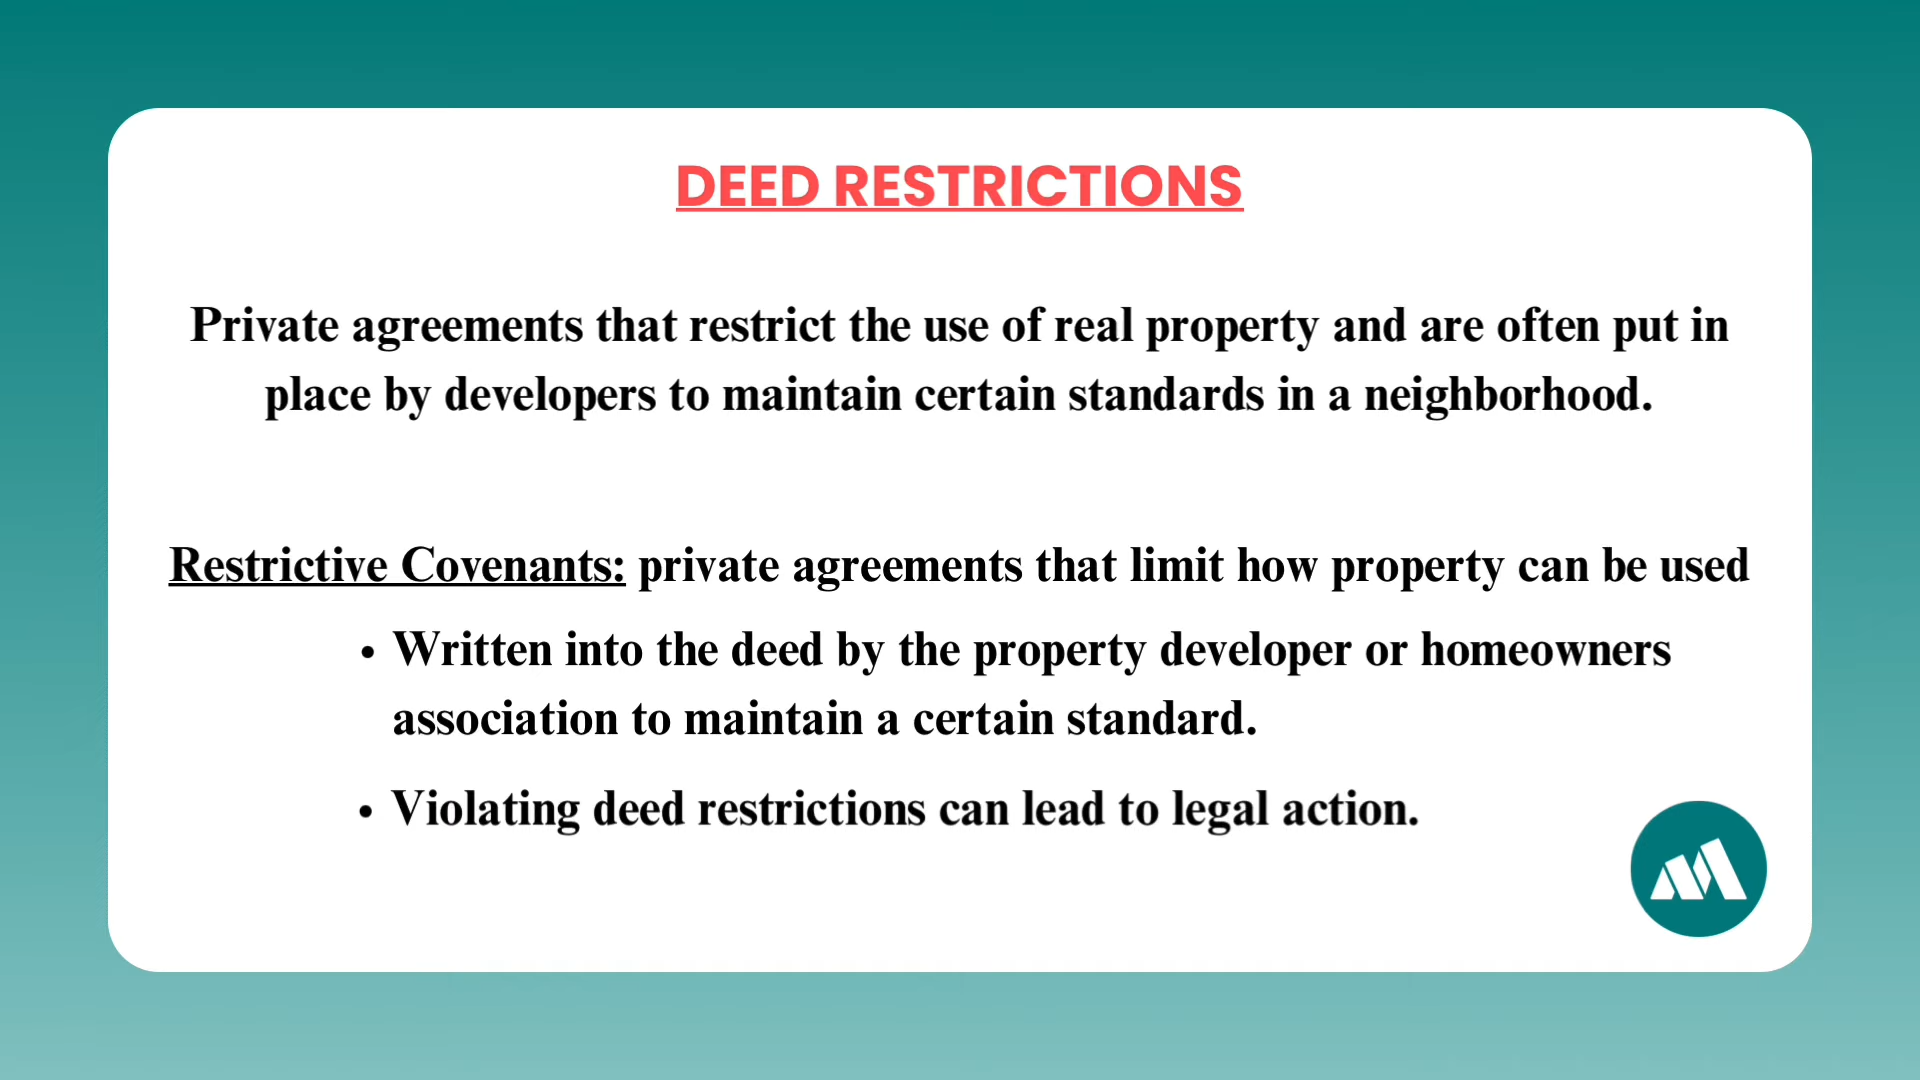 DEED RESTRICTIONS
Private agreements that restrict the use of real property and are often put in
place by developers to maintain certain standards in a neighborhood.
Restrictive Covenants: private agreements that limit how property can be used
• Written into the deed by the property developer or homeowners
association to maintain a certain standard.
• Violating deed restrictions can lead to legal action.